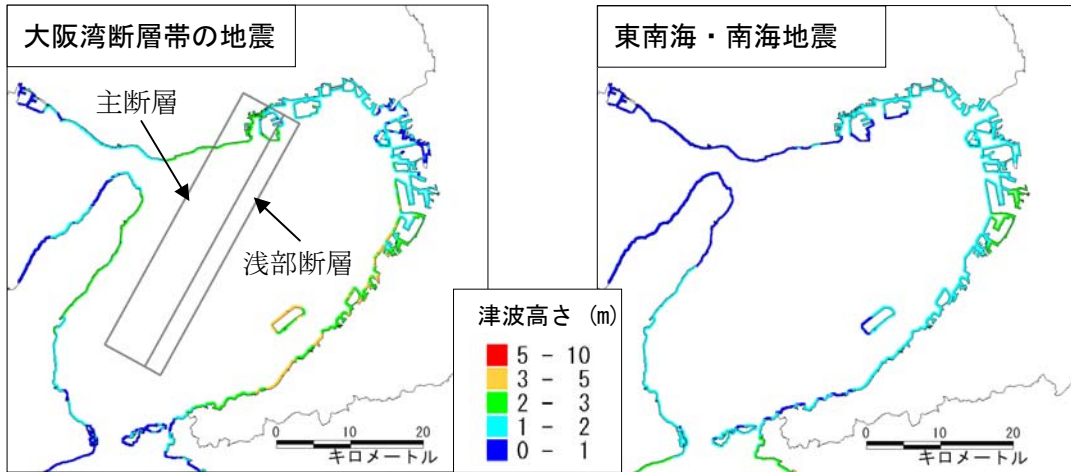 大阪湾断層帯の地震
主断層
浅部断層
0 10 20
キロメートル
東南海・南海地震
津波高さ (m)
5 - 10
3 - 5
2 - 3
1 - 2
0 - 1
0 10 20
キロメートル